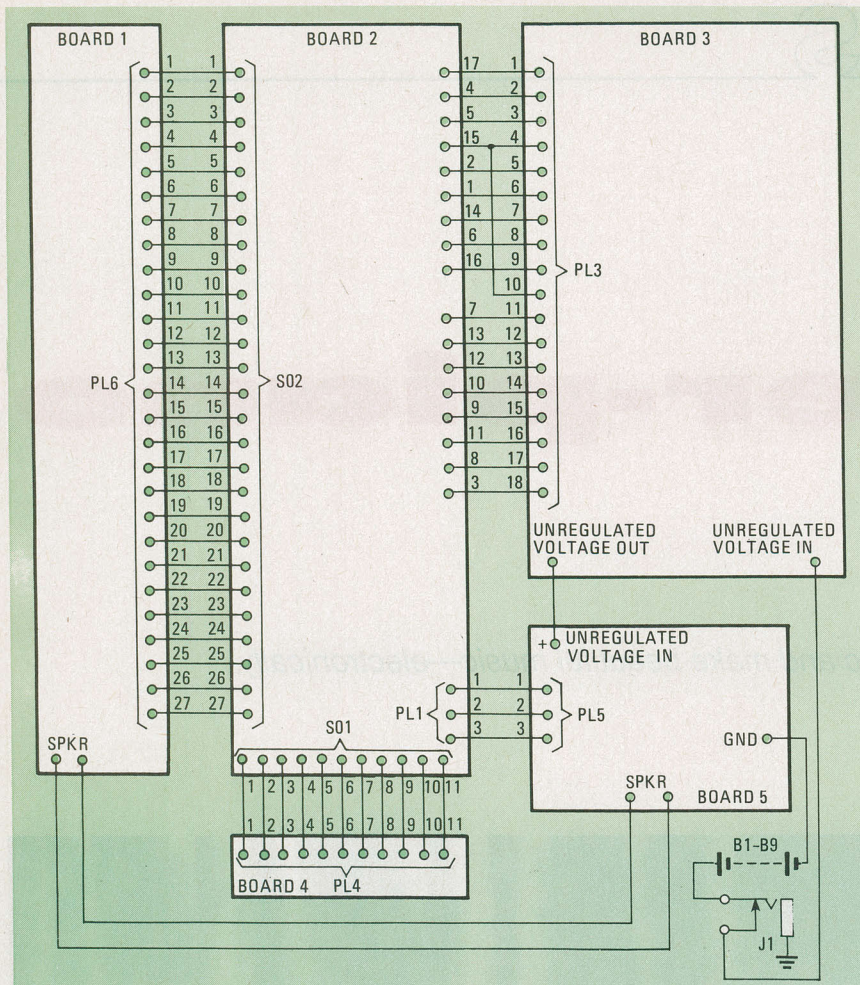 BOARD 1
BOARD 2
BOARD 3
1 1
2 2
3 3
4 4
5 5
6 6
7 7
8 8
9 9
10 10
11 11
12 12
13 13
14 14
15 15
16 16
17 17
18 18
19 19
20 20
21 21
22 22
23 23
24 24
25 25
26 26
27 27
PL6
SO2
17 1
4 2
5 3
15 4
2 5
1 6
14 7
6 8
16 9
10
7 11
13 12
12 13
10 14
9 15
11 16
8 17
3 18
PL3
UNREGULATED
VOLTAGE OUT
UNREGULATED
VOLTAGE IN
+ UNREGULATED
VOLTAGE IN
1 1
2 2
3 3
PL1
PL5
GND
SPKR
BOARD 5
SPKR
SO1
1 2 3 4 5 6 7 8 9 10 11
1 2 3 4 5 6 7 8 9 10 11
BOARD 4 PL4
B1-B9
J1